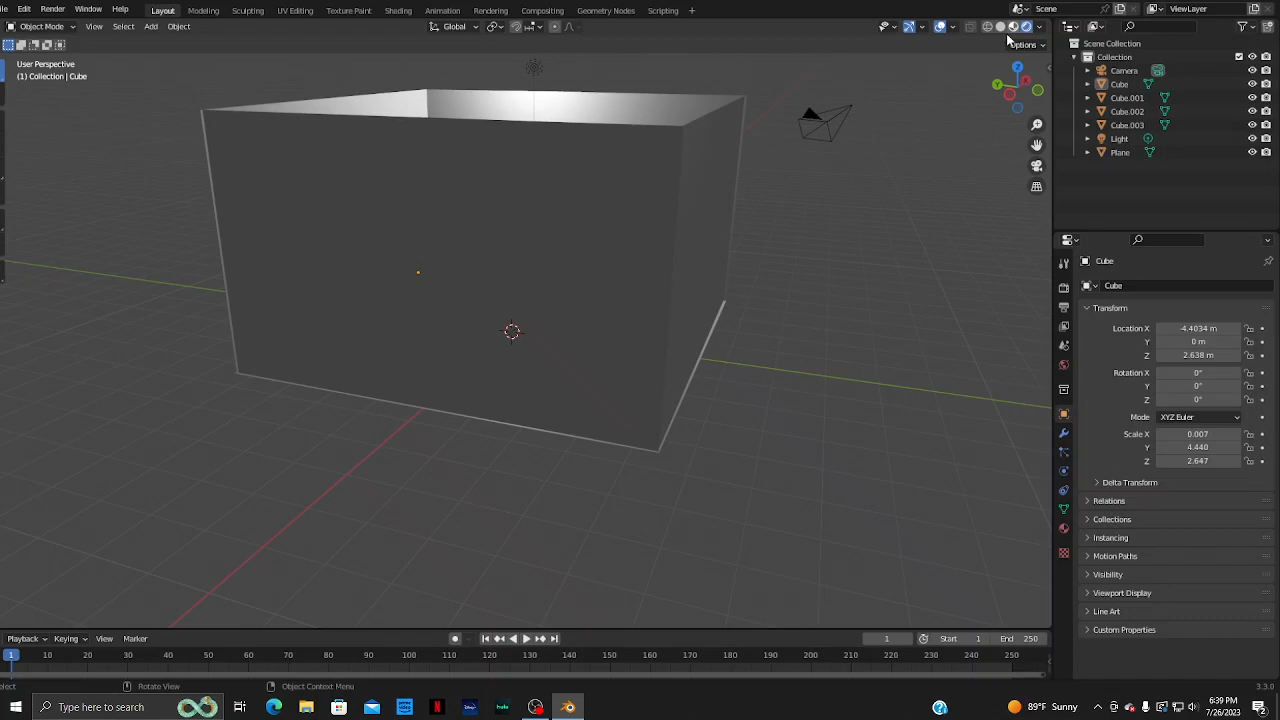 Edit Render Window Help Layout Modeling Sculpting UV Editing Texture Paint Shading Animation Rendering Compositing Geometry Nodes Scripting + Scene ViewLayer
Object Mode View Select Add Object Global
Options
User Perspective
(1) Collection | Cube
Z
Y
X
Scene Collection
Collection
Camera
Cube
Cube.001
Cube.002
Cube.003
Light
Plane
Cube
Cube
Transform
Location X -4.4034 m
Y 0 m
Z 2.638 m
Rotation X 0°
Y 0°
Z 0°
Mode XYZ Euler
Scale X 0.007
Y 4.440
Z 2.647
Delta Transform
Relations
Collections
Instancing
Motion Paths
Visibility
Viewport Display
Line Art
Custom Properties
Playback Keying View Marker 1 Start 1 End 250
1 10 20 30 40 50 60 70 80 90 100 110 120 130 140 150 160 170 180 190 200 210 220 230 240 250
elect Rotate View Object Context Menu 3.3.0
Type here to search hulu 89°F Sunny 6:39 PM
7/26/2023